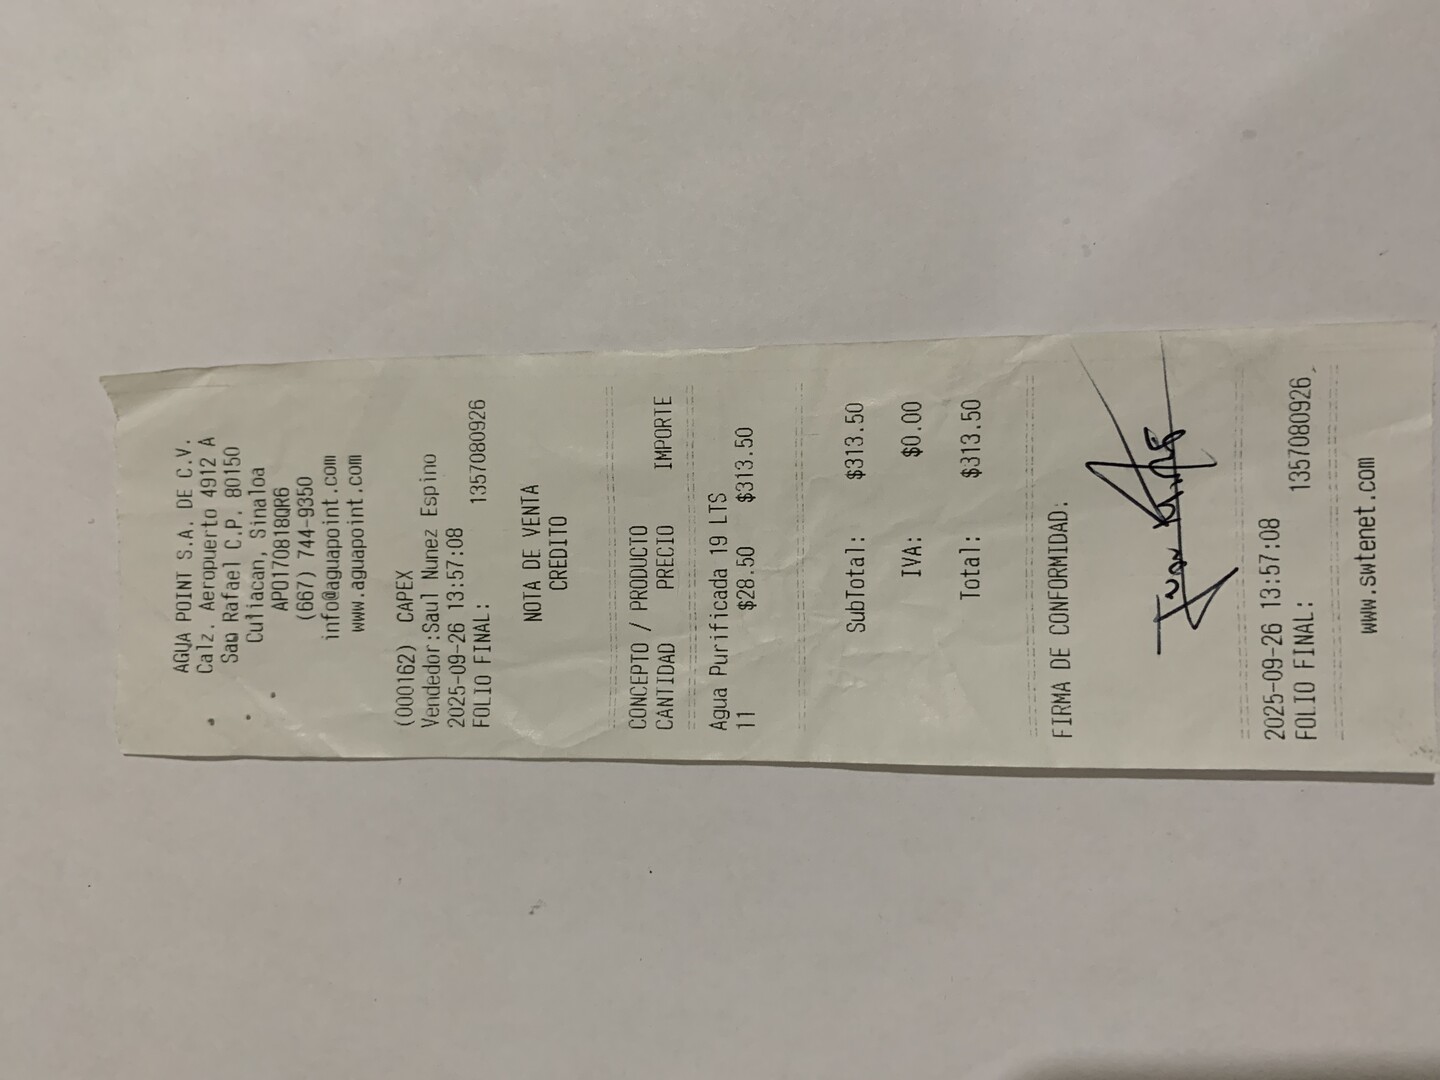 AGUA POINT S.A. DE C.V.
Calz. Aeropuerto 4912 A
San Rafael C.P. 80150
Culiacan, Sinaloa
APO170818QR6
(667) 744-9350
info@aguapoint.com
www.aguapoint.com
(000162) CAPEX
Vendedor:Saul Nunez Espino
2025-09-26 13:57:08
FOLIO FINAL: 1357080926
NOTA DE VENTA
CREDITO
CONCEPTO / PRODUCTO
CANTIDAD PRECIO IMPORTE
Agua Purificada 19 LTS
11 $28.50 $313.50
SubTotal: $313.50
IVA: $0.00
Total: $313.50
FIRMA DE CONFORMIDAD:
2025-09-26 13:57:08
FOLIO FINAL: 1357080926
www.swtenet.com